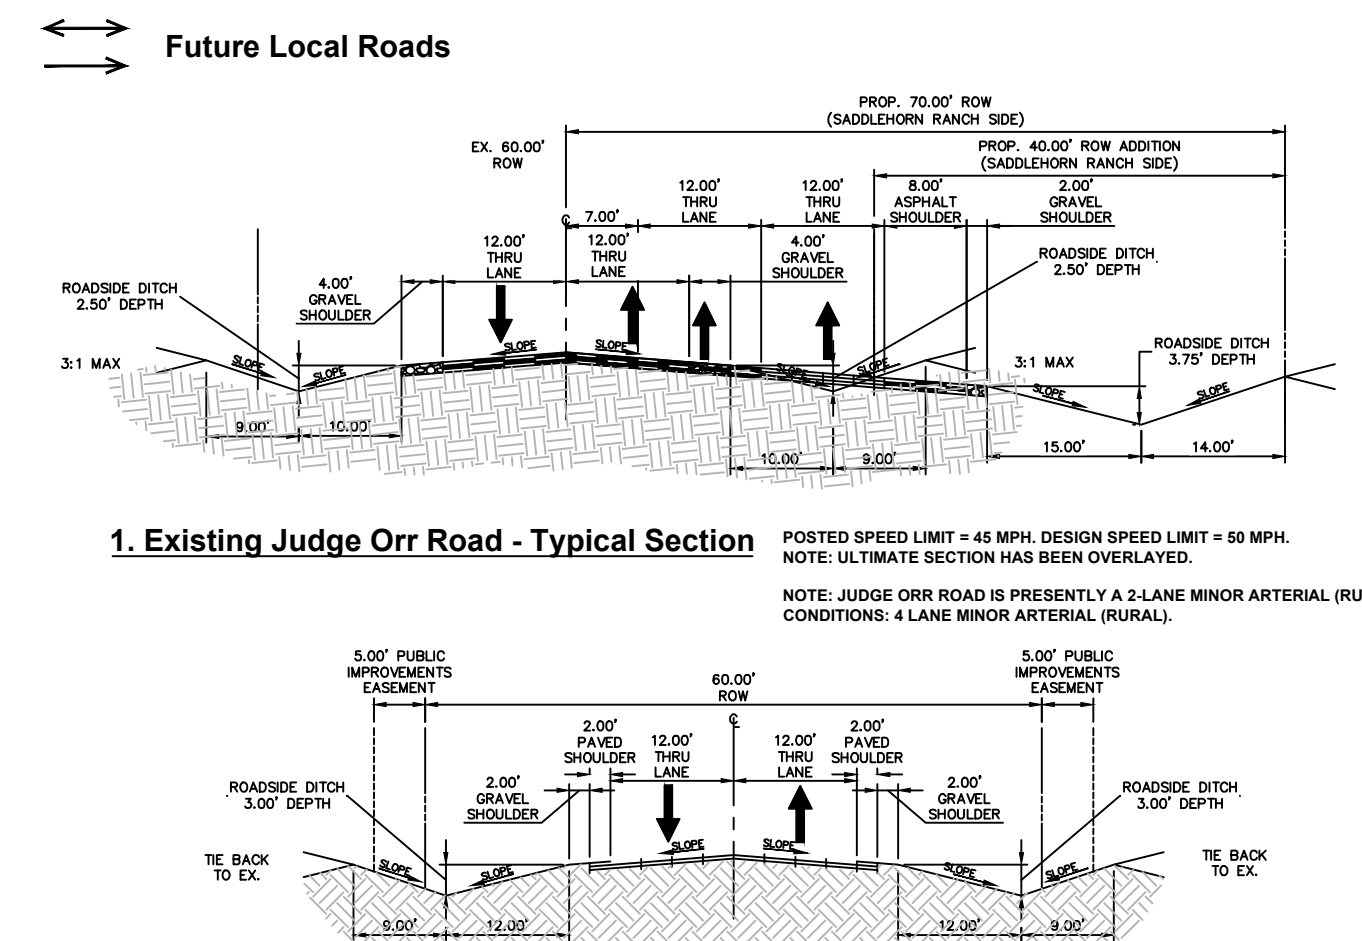 Future Local Roads
PROP. 70.00' ROW
(SADDLEHORN RANCH SIDE)
EX. 60.00'
ROW
PROP. 40.00' ROW ADDITION
(SADDLEHORN RANCH SIDE)
12.00'
THRU
LANE
12.00'
THRU
LANE
8.00'
ASPHALT
SHOULDER
2.00'
GRAVEL
SHOULDER
℄ 7.00'
12.00'
THRU
LANE
12.00'
THRU
LANE
4.00'
GRAVEL
SHOULDER
ROADSIDE DITCH
2.50' DEPTH
ROADSIDE DITCH
2.50' DEPTH
4.00'
GRAVEL
SHOULDER
3:1 MAX
SLOPE
SLOPE
SLOPE
SLOPE
SLOPE
SLOPE
3:1 MAX
ROADSIDE DITCH
3.75' DEPTH
SLOPE
SLOPE
9.00'
10.00'
10.00'
9.00'
15.00'
14.00'
1. Existing Judge Orr Road - Typical Section
POSTED SPEED LIMIT = 45 MPH. DESIGN SPEED LIMIT = 50 MPH.
NOTE: ULTIMATE SECTION HAS BEEN OVERLAYED.
NOTE: JUDGE ORR ROAD IS PRESENTLY A 2-LANE MINOR ARTERIAL (RU
CONDITIONS: 4 LANE MINOR ARTERIAL (RURAL).
5.00' PUBLIC
IMPROVEMENTS
EASEMENT
60.00'
ROW
5.00' PUBLIC
IMPROVEMENTS
EASEMENT
℄
2.00'
PAVED
SHOULDER
12.00'
THRU
LANE
12.00'
THRU
LANE
2.00'
PAVED
SHOULDER
ROADSIDE DITCH
3.00' DEPTH
2.00'
GRAVEL
SHOULDER
2.00'
GRAVEL
SHOULDER
ROADSIDE DITCH
3.00' DEPTH
TIE BACK
TO EX.
SLOPE
SLOPE
SLOPE
SLOPE
SLOPE
SLOPE
TIE BACK
TO EX.
9.00'
12.00'
12.00'
9.00'